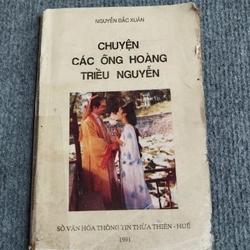 NGUYỄN ĐẮC XUÂN
CHUYỆN
CÁC ÔNG HOÀNG
TRIỀU NGUYỄN
SỞ VĂN HÓA THÔNG TIN THỪA THIÊN - HUẾ
1991